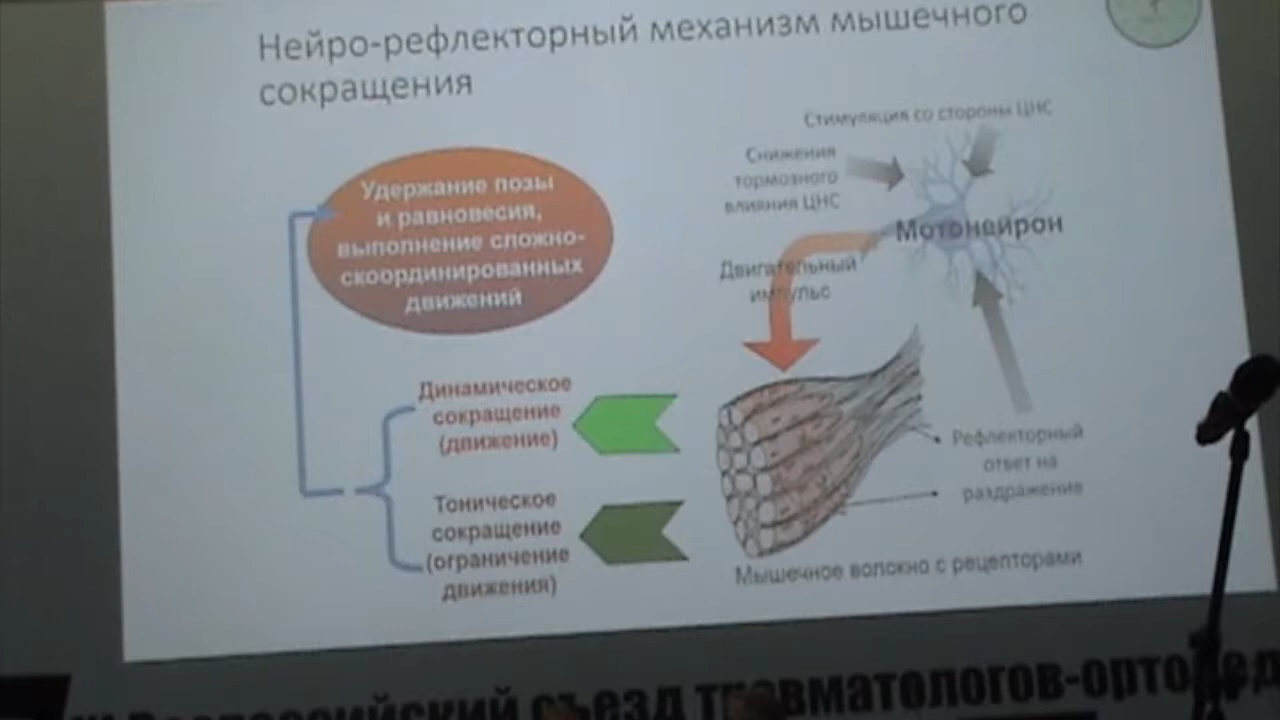 Нейро-рефлекторный механизм мышечного
сокращения
Стимуляция со стороны ЦНС
Снижения
тормозного
влияния ЦНС
Удержание позы
и равновесия,
выполнение сложно-
скоординированных
движений
Мотонейрон
Двигательный
импульс
Динамическое
сокращение
(движение)
Рефлекторный
ответ на
раздражение
Тоническое
сокращение
(ограничение
движения)
Мышечное волокно с рецепторами
съезд травматологов-ортопед